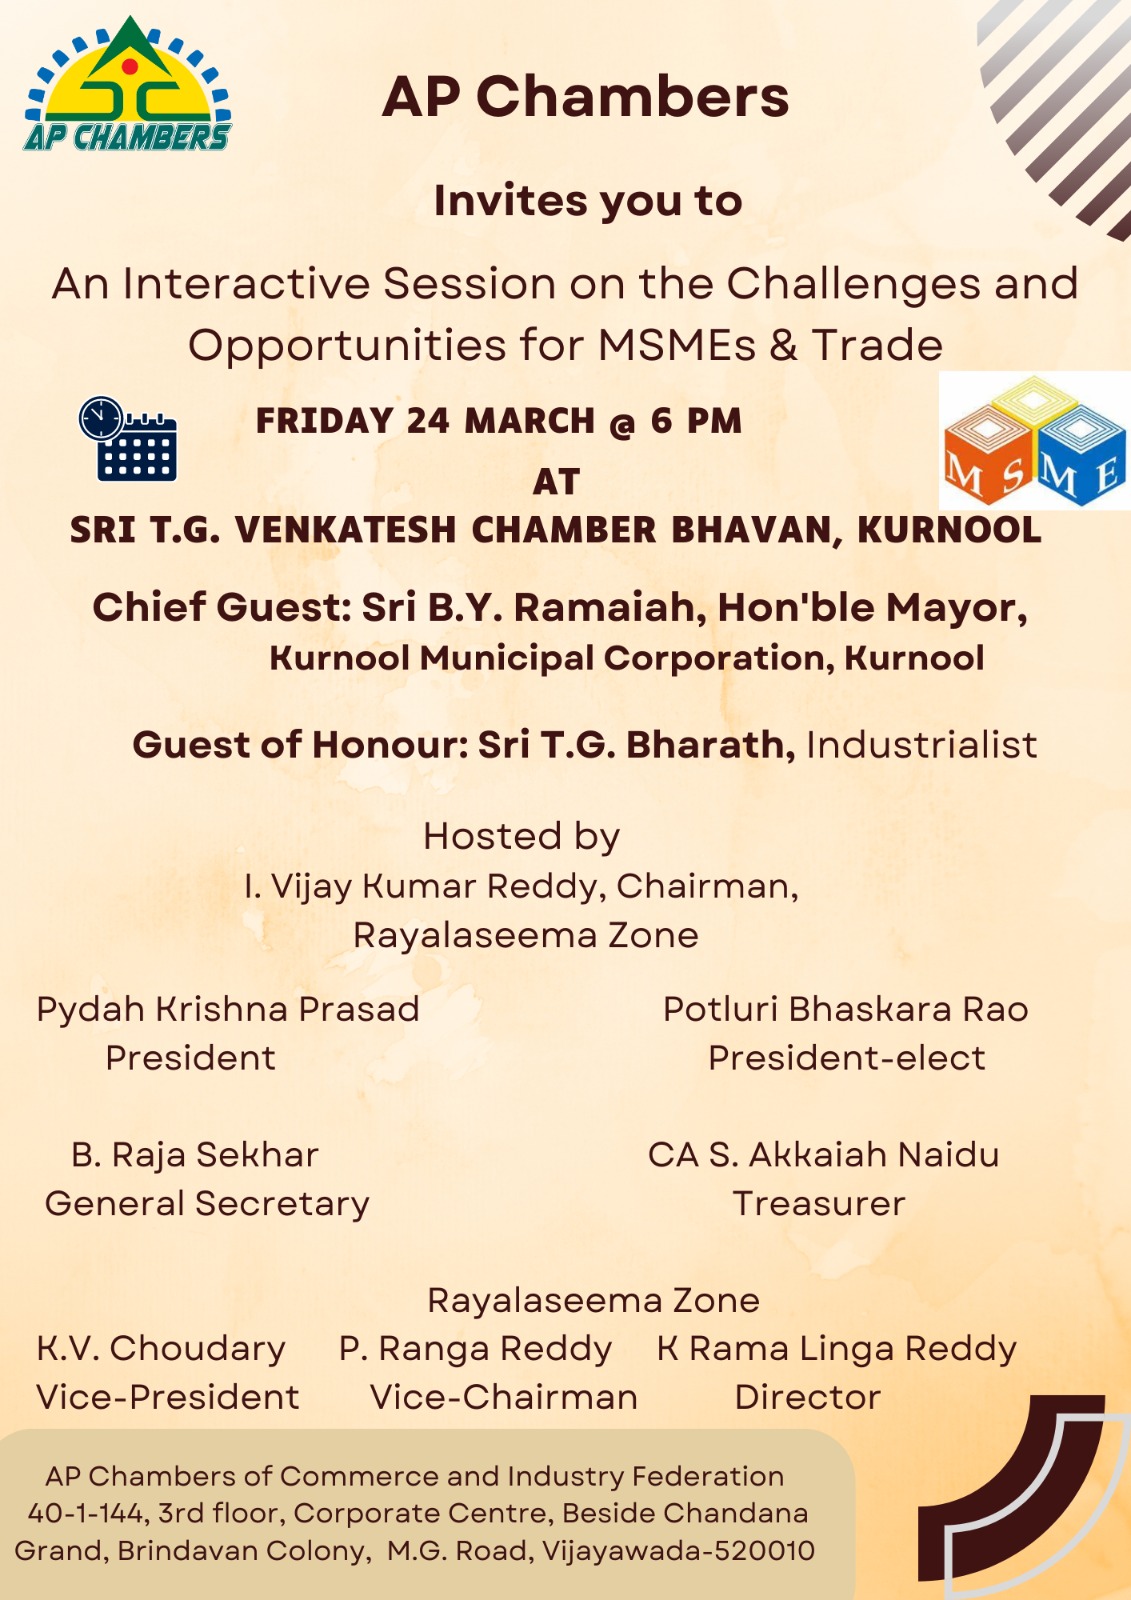 AP CHAMBERS
AP Chambers
Invites you to
An Interactive Session on the Challenges and
Opportunities for MSMEs & Trade
FRIDAY 24 MARCH @ 6 PM
AT
MSME
SRI T.G. VENKATESH CHAMBER BHAVAN, KURNOOL
Chief Guest: Sri B.Y. Ramaiah, Hon'ble Mayor,
Kurnool Municipal Corporation, Kurnool
Guest of Honour: Sri T.G. Bharath, Industrialist
Hosted by
I. Vijay Kumar Reddy, Chairman,
Rayalaseema Zone
Pydah Krishna Prasad Potluri Bhaskara Rao
President President-elect
B. Raja Sekhar CA S. Akkaiah Naidu
General Secretary Treasurer
Rayalaseema Zone
K.V. Choudary P. Ranga Reddy K Rama Linga Reddy
Vice-President Vice-Chairman Director
AP Chambers of Commerce and Industry Federation
40-1-144, 3rd floor, Corporate Centre, Beside Chandana
Grand, Brindavan Colony, M.G. Road, Vijayawada-520010